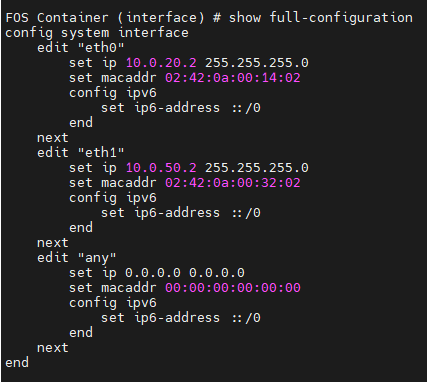 FOS Container (interface) # show full-configuration
config system interface
    edit "eth0"
        set ip 10.0.20.2 255.255.255.0
        set macaddr 02:42:0a:00:14:02
        config ipv6
            set ip6-address ::/0
        end
    next
    edit "eth1"
        set ip 10.0.50.2 255.255.255.0
        set macaddr 02:42:0a:00:32:02
        config ipv6
            set ip6-address ::/0
        end
    next
    edit "any"
        set ip 0.0.0.0 0.0.0.0
        set macaddr 00:00:00:00:00:00
        config ipv6
            set ip6-address ::/0
        end
    next
end